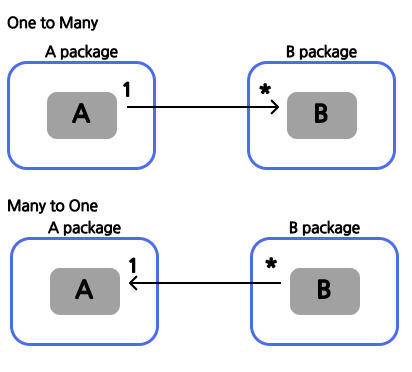 One to Many
A package B package
1 *
A B
Many to One
A package B package
1 *
A B